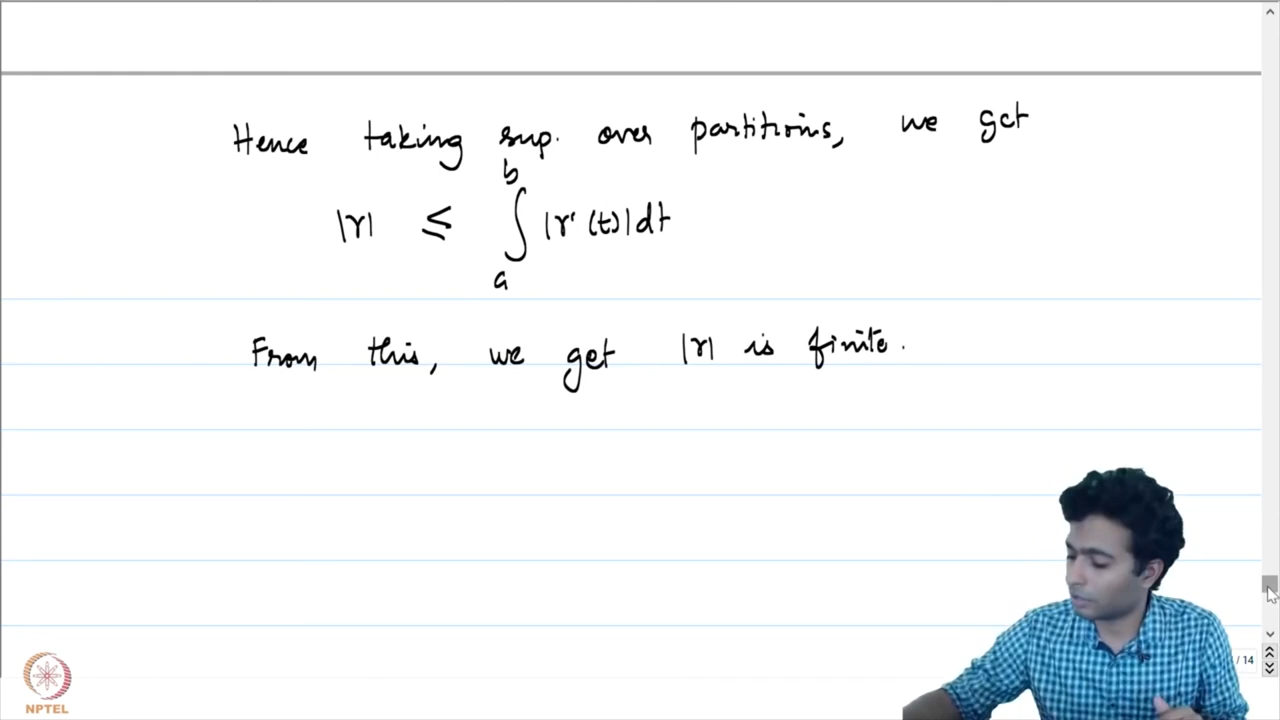 Hence taking sup. over partitions, we get
|γ| ≤ ∫_a^b |γ'(t)| dt
From this, we get |γ| is finite.
/ 14
NPTEL